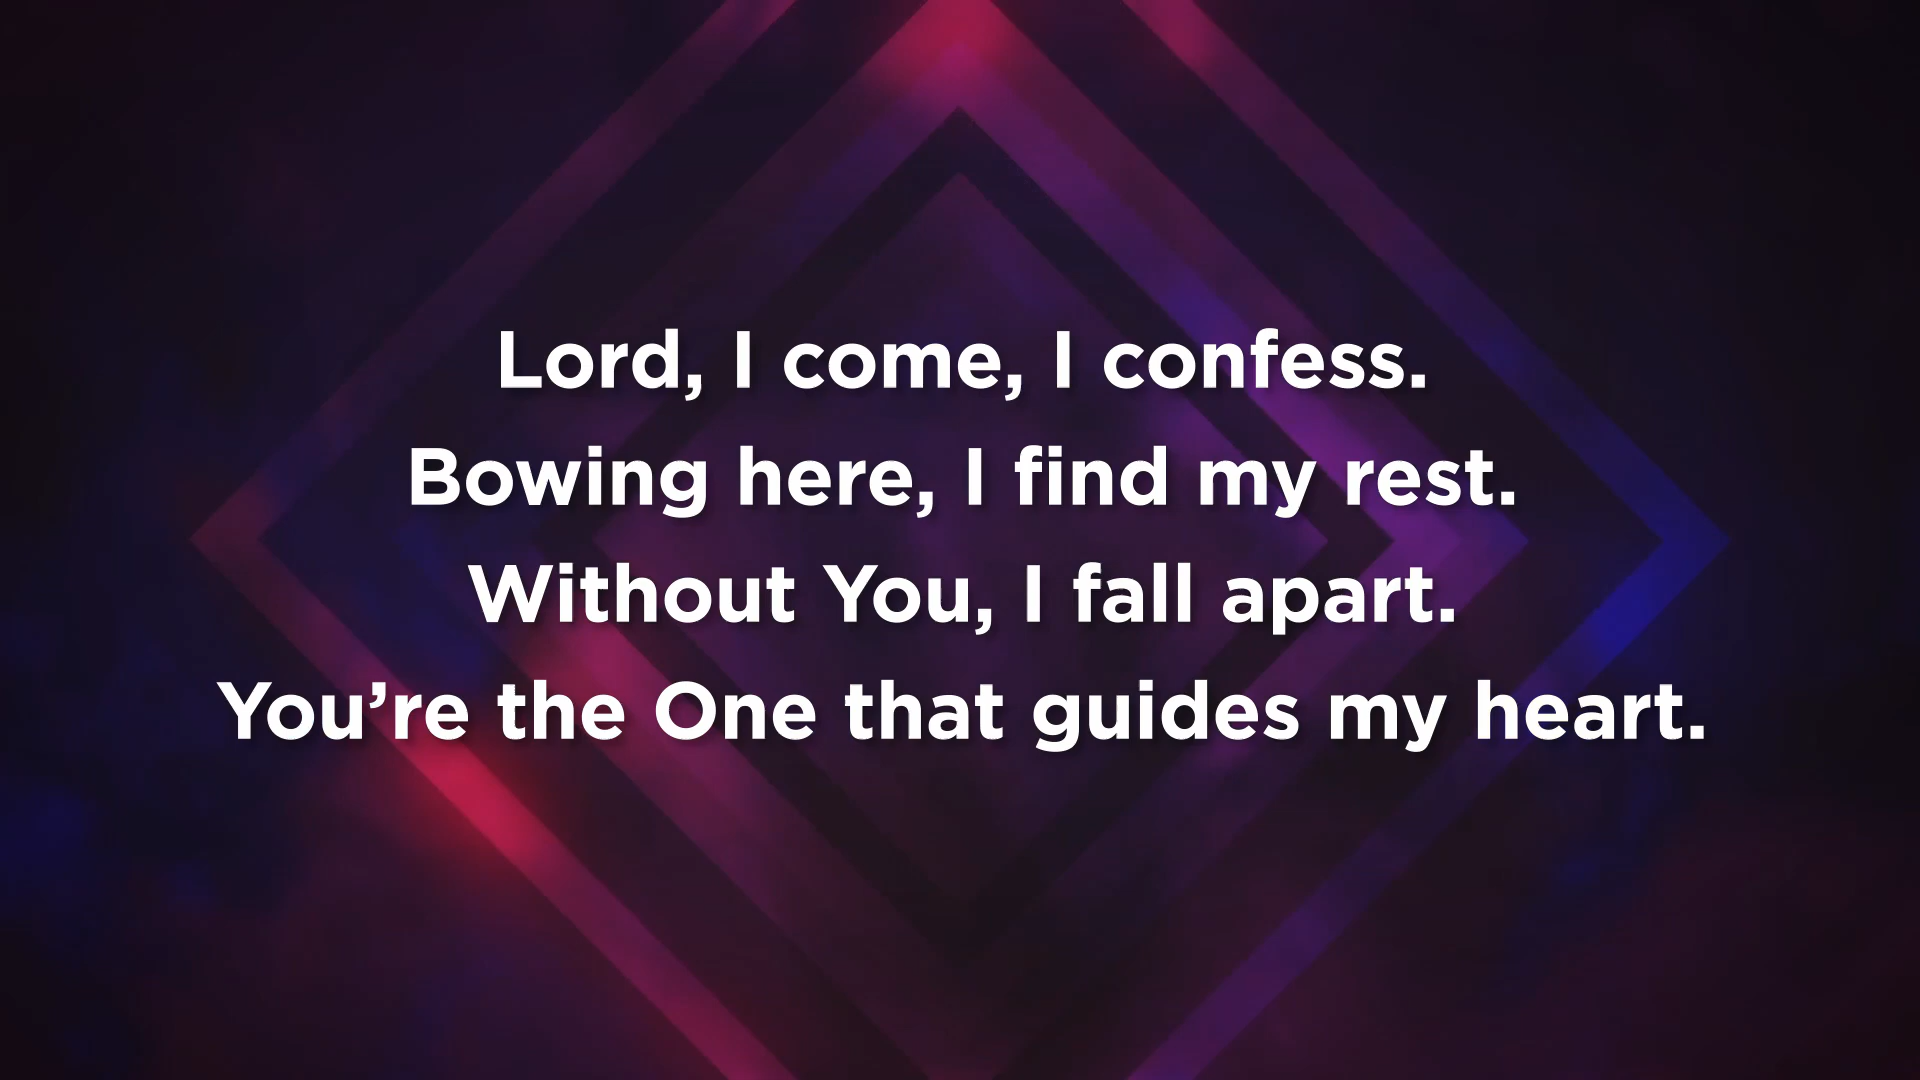 Lord, I come, I confess.
Bowing here, I find my rest.
Without You, I fall apart.
You’re the One that guides my heart.